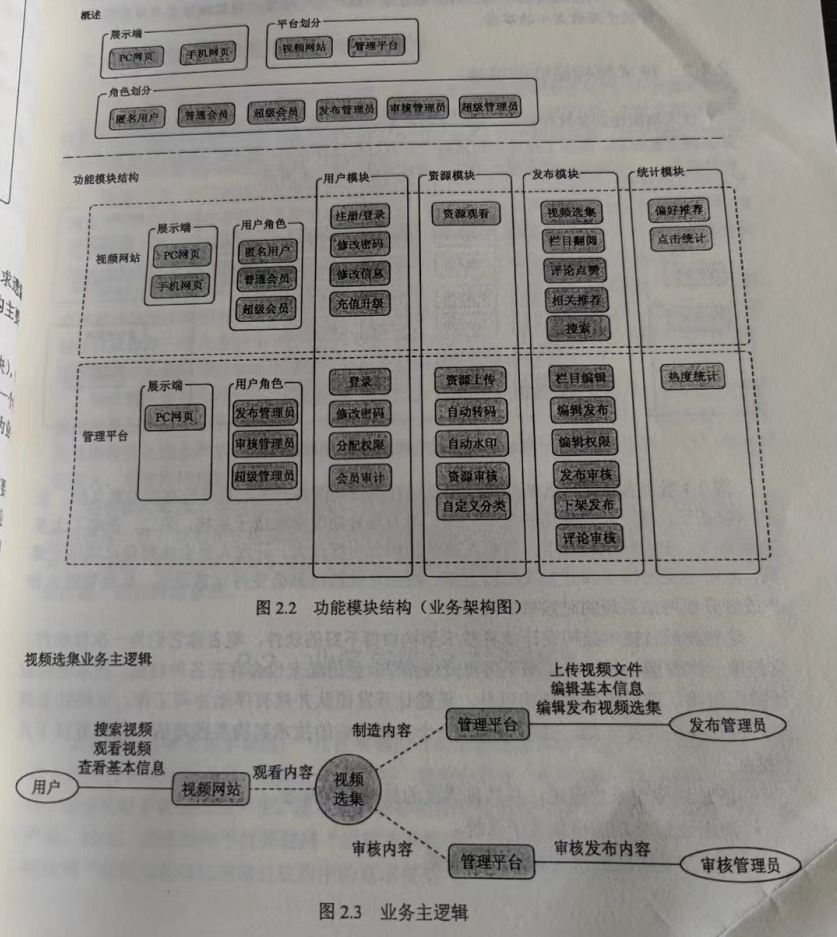 概述
展示端
平台划分
PC网页 手机网页
视频网站 管理平台
角色划分
匿名用户 普通会员 超级会员 发布管理员 审核管理员 超级管理员
功能模块结构
用户模块 资源模块 发布模块 统计模块
视频网站
展示端
PC网页
手机网页
用户角色
匿名用户
普通会员
超级会员
注册/登录
修改密码
修改信息
充值升级
资源观看
视频选集
栏目翻阅
评论点赞
相关推荐
搜索
偏好推荐
点击统计
管理平台
展示端
PC网页
用户角色
发布管理员
审核管理员
超级管理员
登录
修改密码
分配权限
会员审计
资源上传
自动转码
自动水印
资源审核
自定义分类
栏目编辑
编辑发布
编辑权限
发布审核
下架发布
评论审核
热度统计
图 2.2 功能模块结构（业务架构图）
视频选集业务主逻辑
搜索视频
观看视频
查看基本信息
用户
视频网站
观看内容
视频
选集
制造内容
管理平台
上传视频文件
编辑基本信息
编辑发布视频选集
发布管理员
审核内容
管理平台
审核发布内容
审核管理员
图 2.3 业务主逻辑